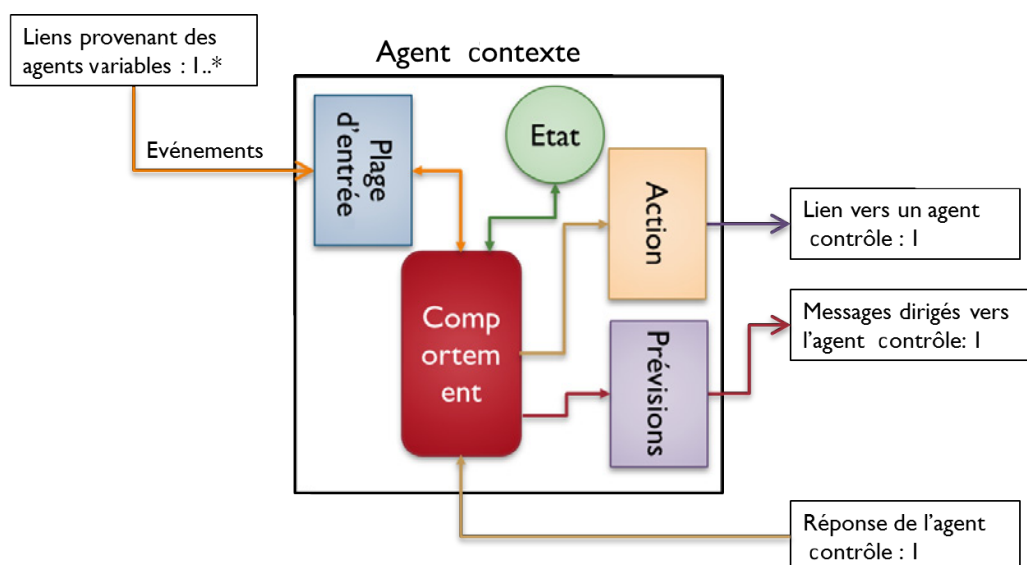 Liens provenant des
agents variables : 1..*
Agent contexte
Evénements
Plage
d'entrée
Etat
Action
Lien vers un agent
contrôle : 1
Comp
ortem
ent
Prévisions
Messages dirigés vers
l'agent contrôle: 1
Réponse de l'agent
contrôle : 1